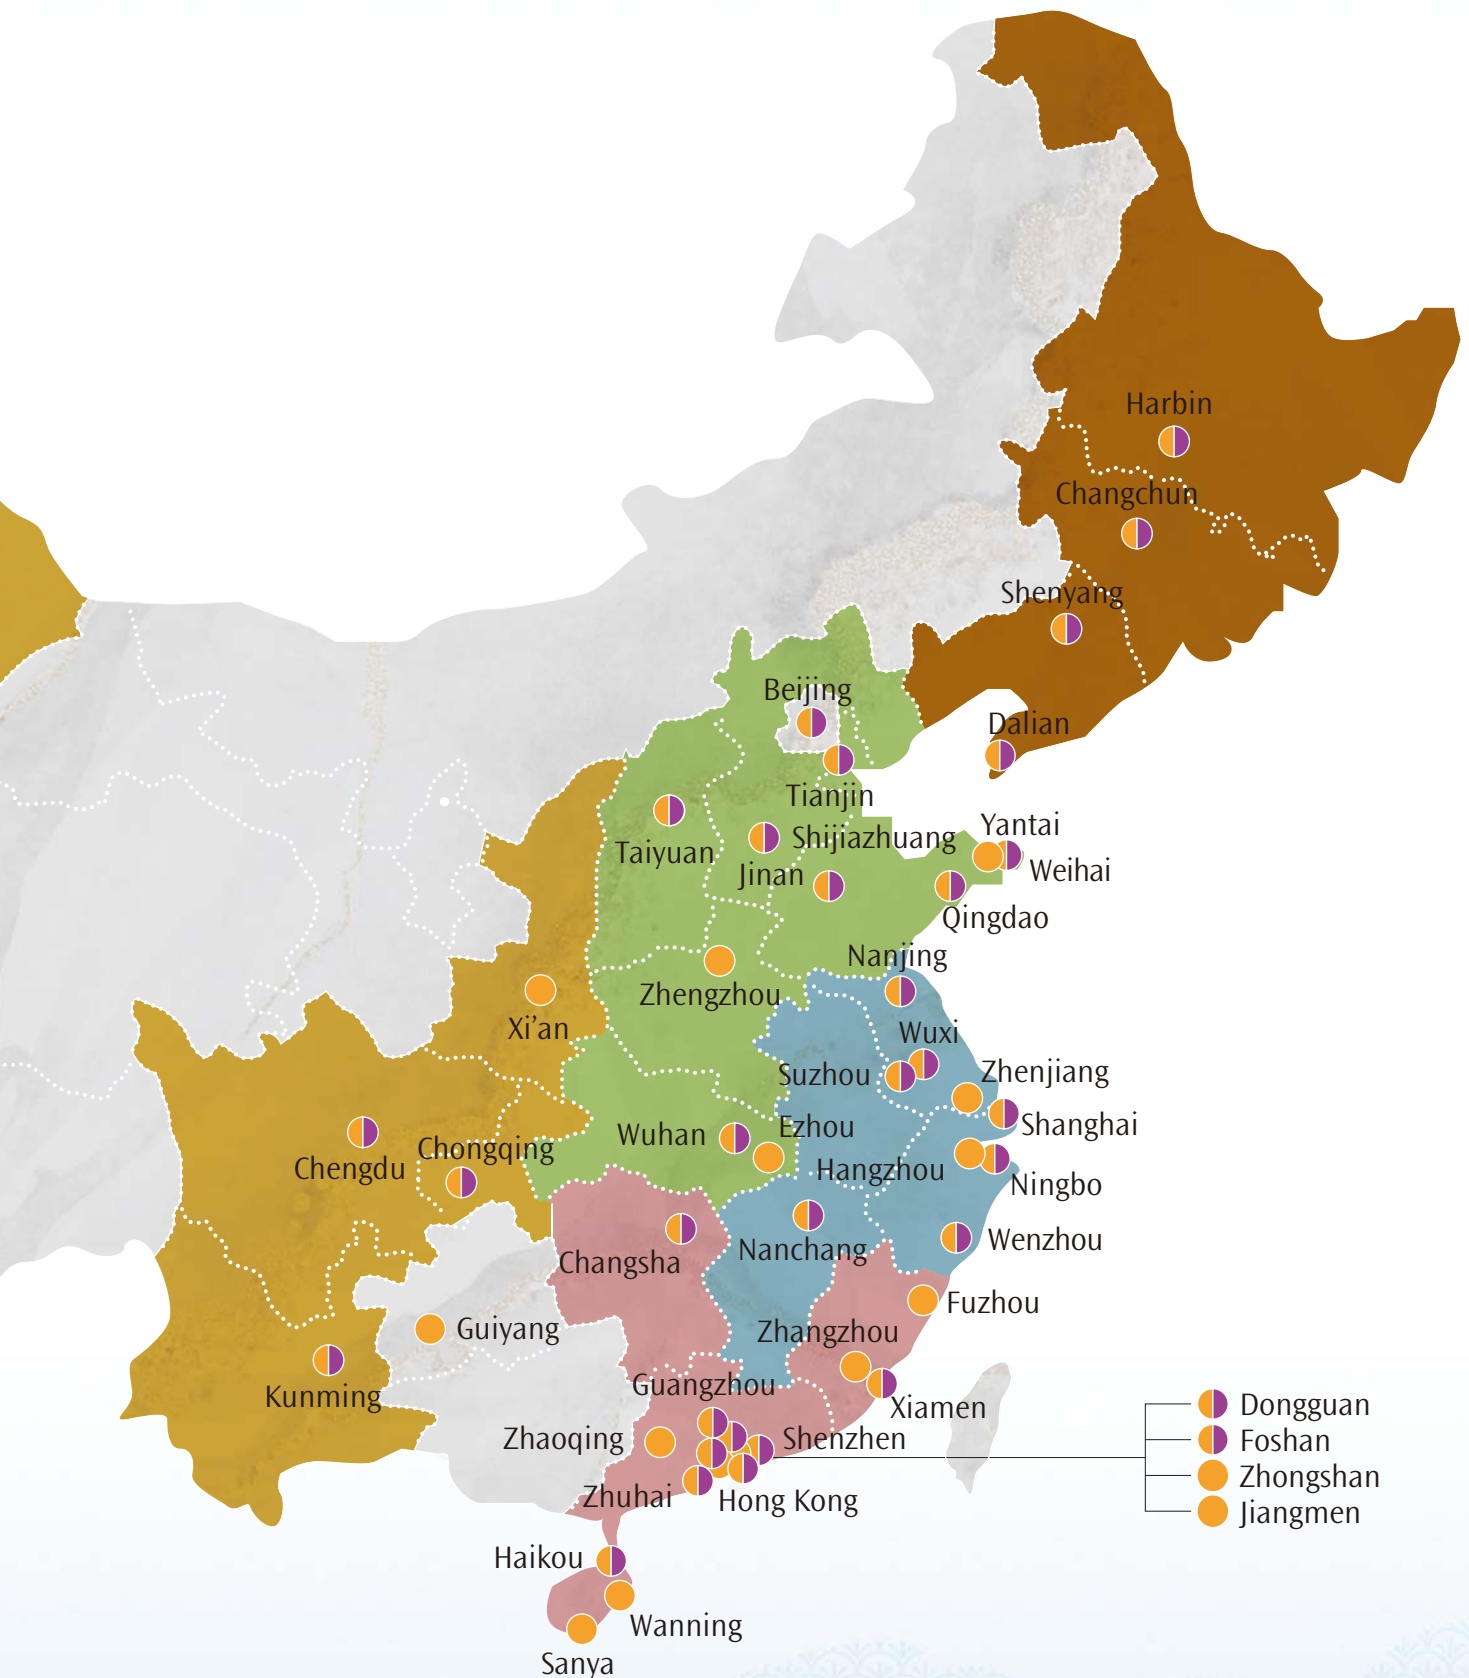 Harbin
Changchun
Shenyang
Beijing
Dalian
Tianjin
Yantai
Shijiazhuang
Taiyuan
Weihai
Jinan
Qingdao
Nanjing
Zhengzhou
Xi’an
Wuxi
Zhenjiang
Suzhou
Shanghai
Ezhou
Wuhan
Chongqing
Chengdu
Hangzhou
Ningbo
Wenzhou
Nanchang
Changsha
Fuzhou
Guiyang
Zhangzhou
Guangzhou
Kunming
Xiamen
Dongguan
Zhaoqing
Shenzhen
Foshan
Zhongshan
Zhuhai
Hong Kong
Jiangmen
Haikou
Wanning
Sanya